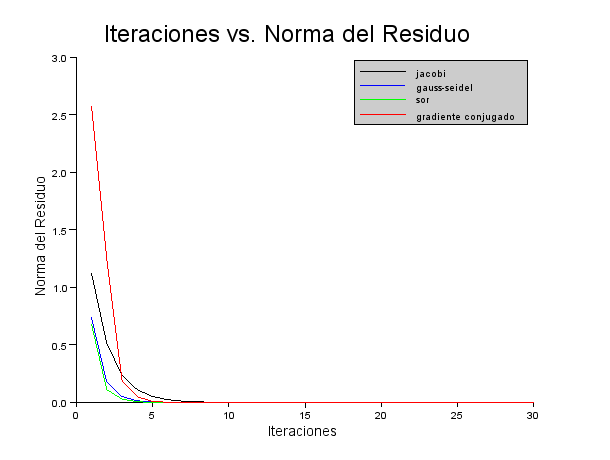 Iteraciones vs. Norma del Residuo
jacobi
gauss-seidel
sor
gradiente conjugado
Norma del Residuo
3.0
2.5
2.0
1.5
1.0
0.5
0.0
0 5 10 15 20 25 30
Iteraciones